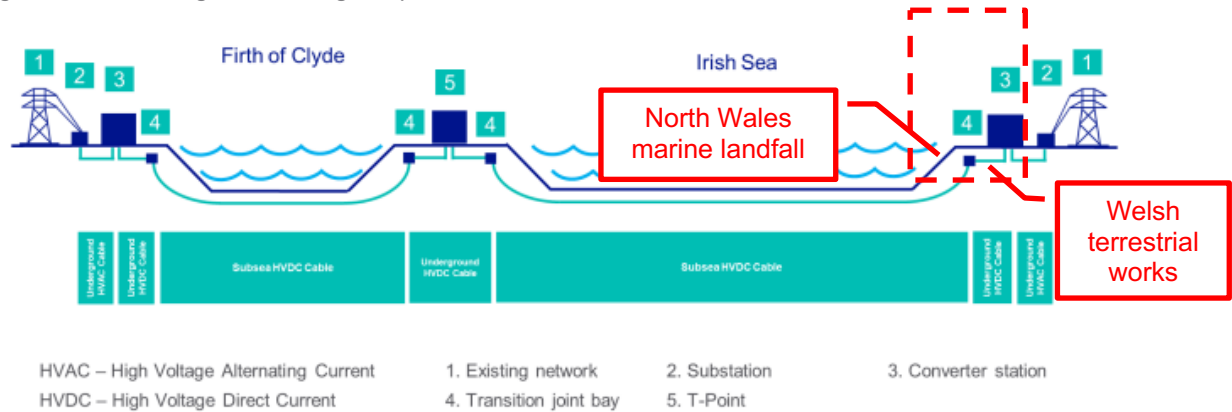 Firth of Clyde
Irish Sea
1
2
3
4
5
4
4
4
3
2
1
North Wales
marine landfall
Welsh
terrestrial
works
Underground
HVAC Cable
Underground
HVDC Cable
Subsea HVDC Cable
Underground
HVDC Cable
Subsea HVDC Cable
Underground
HVDC Cable
Underground
HVAC Cable
HVAC – High Voltage Alternating Current
1. Existing network
2. Substation
3. Converter station
HVDC – High Voltage Direct Current
4. Transition joint bay
5. T-Point